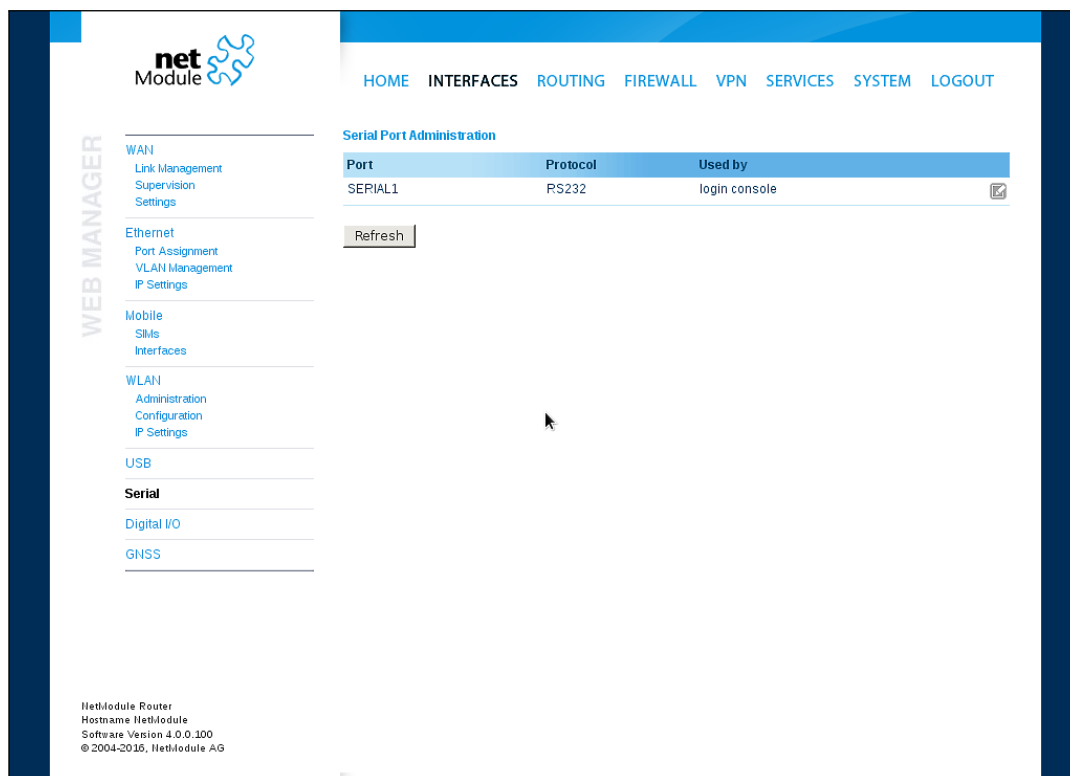 net
Module
HOME INTERFACES ROUTING FIREWALL VPN SERVICES SYSTEM LOGOUT
WEB MANAGER
WAN
Link Management
Supervision
Settings
Ethernet
Port Assignment
VLAN Management
IP Settings
Mobile
SIMs
Interfaces
WLAN
Administration
Configuration
IP Settings
USB
Serial
Digital I/O
GNSS
Serial Port Administration
Port Protocol Used by
SERIAL1 RS232 login console
Refresh
NetModule Router
Hostname NetModule
Software Version 4.0.0.100
© 2004-2016, NetModule AG